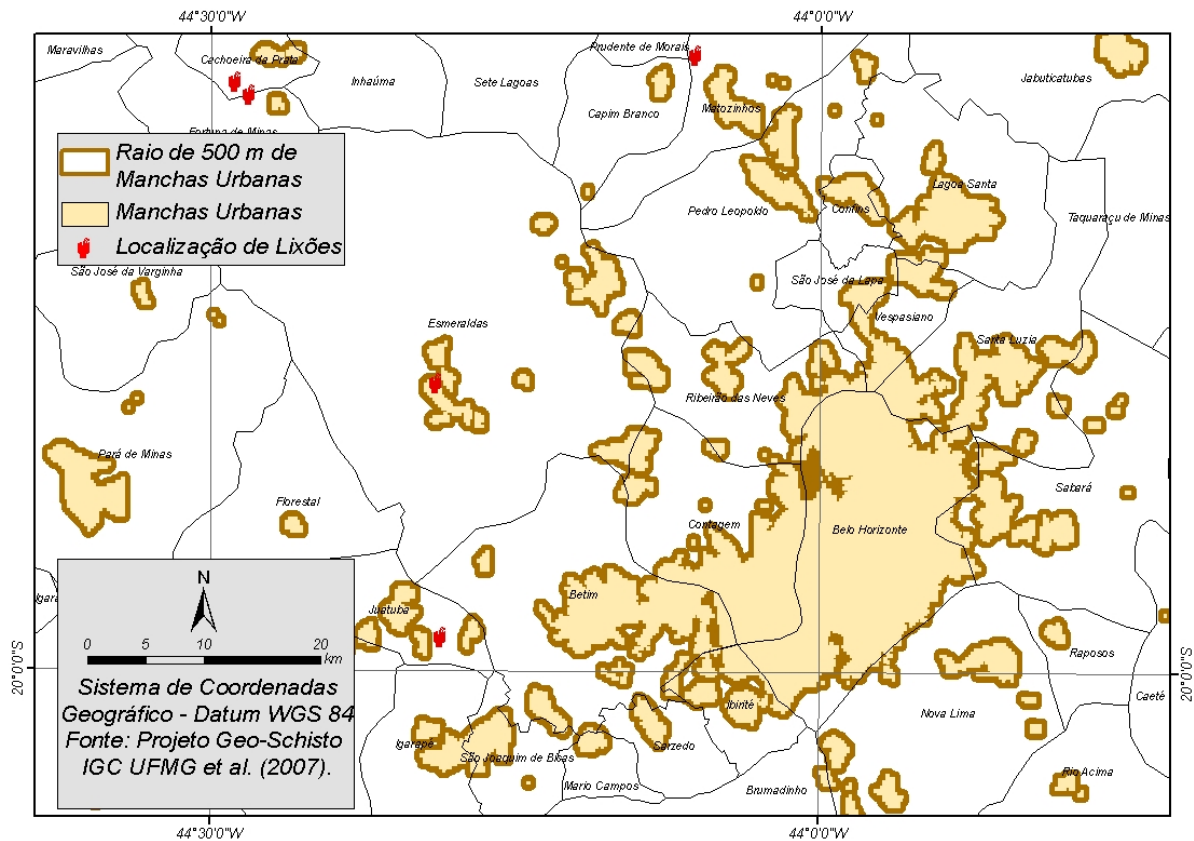 44°30'0"W
44°0'0"W
Maravilhas
Cachoeira da Prata
Inhaúma
Sete Lagoas
Prudente de Morais
Jabuticatubas
Capim Branco
Matozinhos
Fortuna de Minas
Raio de 500 m de
Manchas Urbanas
Manchas Urbanas
Localização de Lixões
Lagoa Santa
Pedro Leopoldo
Confins
Taquaraçu de Minas
São José da Varginha
São José da Lapa
Vespasiano
Esmeraldas
Santa Luzia
Ribeirão das Neves
Pará de Minas
Florestal
Sabará
Contagem
Belo Horizonte
Betim
Juatuba
N
0 5 10 20
km
Sistema de Coordenadas
Geográfico - Datum WGS 84
Fonte: Projeto Geo-Schisto
IGC UFMG et al. (2007).
20°0'0"S
20°0'0"S
Raposos
Caeté
Ibirité
Nova Lima
Igarapé
São Joaquim de Bicas
Sarzedo
Mario Campos
Brumadinho
Rio Acima
44°30'0"W
44°0'0"W